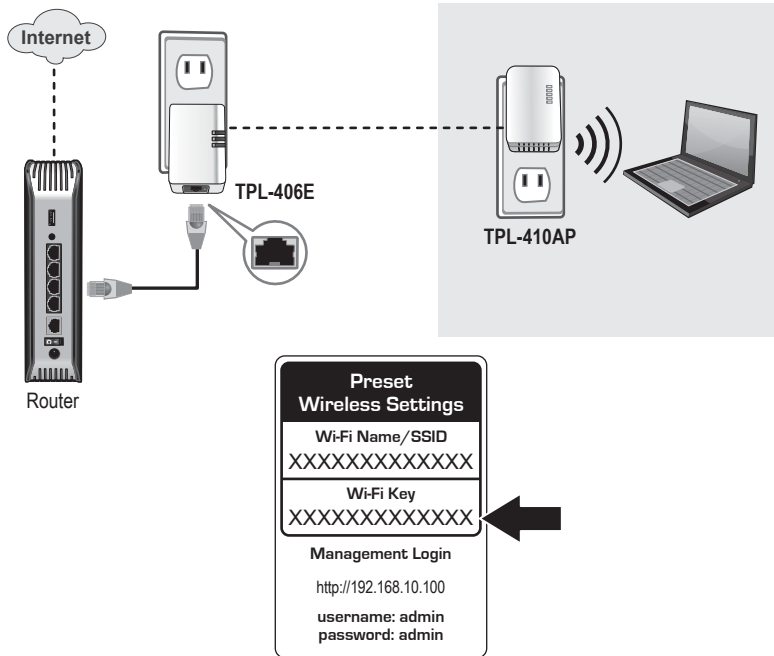 Internet
TPL-406E
TPL-410AP
Router
Preset
Wireless Settings
Wi-Fi Name/SSID
XXXXXXXXXXXXX
Wi-Fi Key
XXXXXXXXXXXXX
Management Login
http://192.168.10.100
username: admin
password: admin